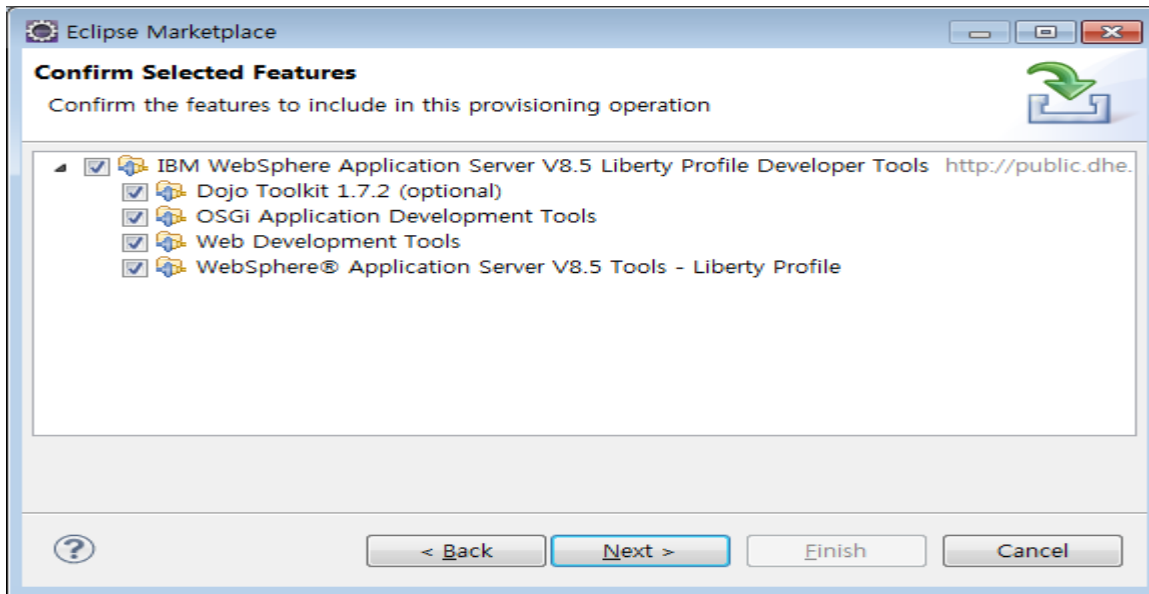 Eclipse Marketplace
Confirm Selected Features
Confirm the features to include in this provisioning operation
IBM WebSphere Application Server V8.5 Liberty Profile Developer Tools http://public.dhe.
Dojo Toolkit 1.7.2 (optional)
OSGi Application Development Tools
Web Development Tools
WebSphere® Application Server V8.5 Tools - Liberty Profile
< Back Next > Finish Cancel